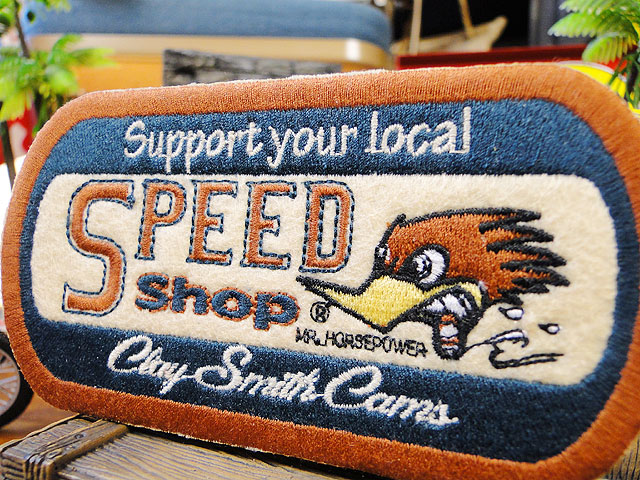 Support your local
SPEED
Shop
®
MR. HORSEPOWER
Clay Smith Cams